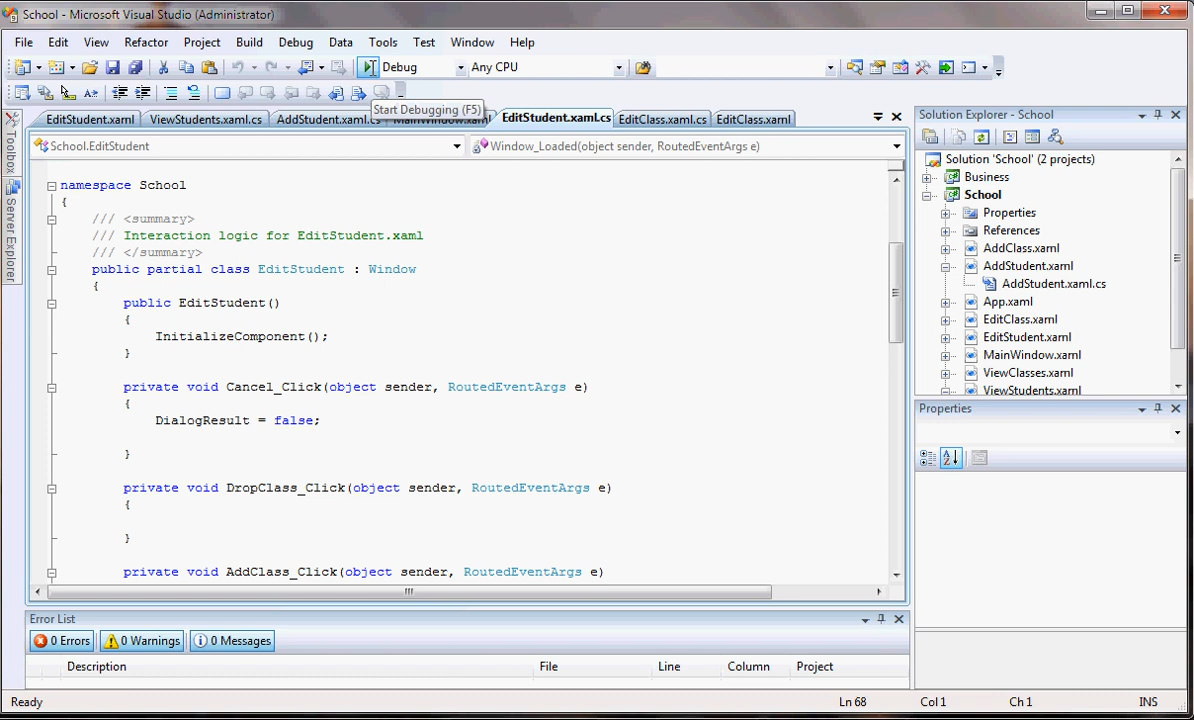 School - Microsoft Visual Studio (Administrator)
File Edit View Refactor Project Build Debug Data Tools Test Window Help
Debug Any CPU
Start Debugging (F5)
EditStudent.xaml ViewStudents.xaml.cs AddStudent.xaml.cs MainWindow.xaml EditStudent.xaml.cs EditClass.xaml.cs EditClass.xaml
School.EditStudent Window_Loaded(object sender, RoutedEventArgs e)
namespace School
{
/// <summary>
/// Interaction logic for EditStudent.xaml
/// </summary>
public partial class EditStudent : Window
{
public EditStudent()
{
InitializeComponent();
}
private void Cancel_Click(object sender, RoutedEventArgs e)
{
DialogResult = false;
}
private void DropClass_Click(object sender, RoutedEventArgs e)
{
}
private void AddClass_Click(object sender, RoutedEventArgs e)
Toolbox
Server Explorer
Solution Explorer - School
Solution 'School' (2 projects)
Business
School
Properties
References
AddClass.xaml
AddStudent.xaml
AddStudent.xaml.cs
App.xaml
EditClass.xaml
EditStudent.xaml
MainWindow.xaml
ViewClasses.xaml
ViewStudents.xaml
Properties
Error List
0 Errors 0 Warnings 0 Messages
Description File Line Column Project
Ready Ln 68 Col 1 Ch 1 INS